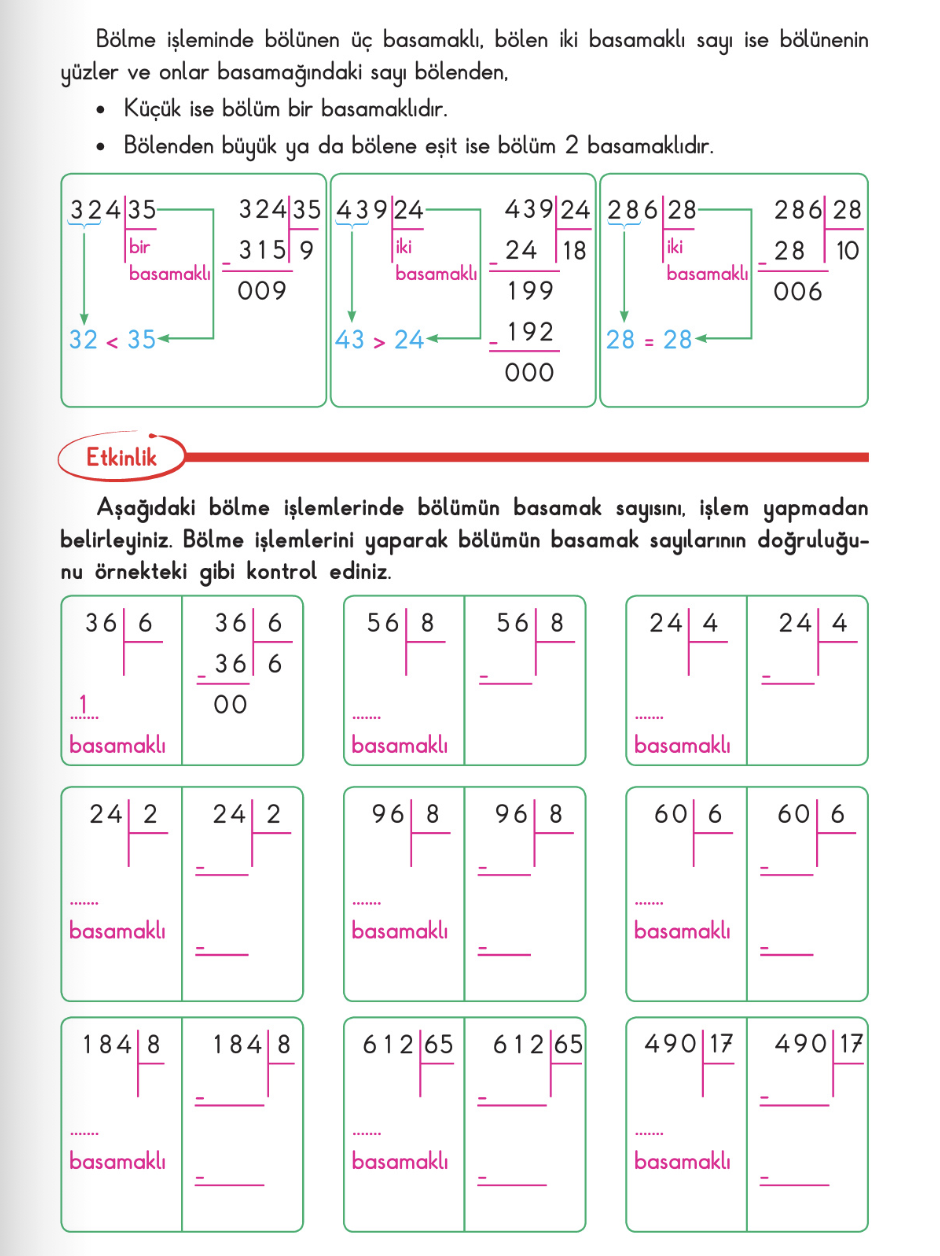 Bölme işleminde bölünen üç basamaklı, bölen iki basamaklı sayı ise bölünenin
yüzler ve onlar basamağındaki sayı bölenden,
• Küçük ise bölüm bir basamaklıdır.
• Bölenden büyük ya da bölene eşit ise bölüm 2 basamaklıdır.
324 35
bir
basamaklı
32 < 35
324 35
- 315 9
009
439 24
iki
basamaklı
43 > 24
439 24
- 24 18
199
- 192
000
286 28
iki
basamaklı
28 = 28
286 28
- 28 10
006
Etkinlik
Aşağıdaki bölme işlemlerinde bölümün basamak sayısını, işlem yapmadan
belirleyiniz. Bölme işlemlerini yaparak bölümün basamak sayılarının doğruluğu-
nu örnekteki gibi kontrol ediniz.
36 6
1
.......
basamaklı
36 6
- 36 6
00
56 8
.......
basamaklı
56 8
-
24 4
.......
basamaklı
24 4
-
24 2
.......
basamaklı
24 2
-
-
96 8
.......
basamaklı
96 8
-
-
60 6
.......
basamaklı
60 6
-
-
184 8
.......
basamaklı
184 8
-
-
612 65
.......
basamaklı
612 65
-
-
490 17
.......
basamaklı
490 17
-
-